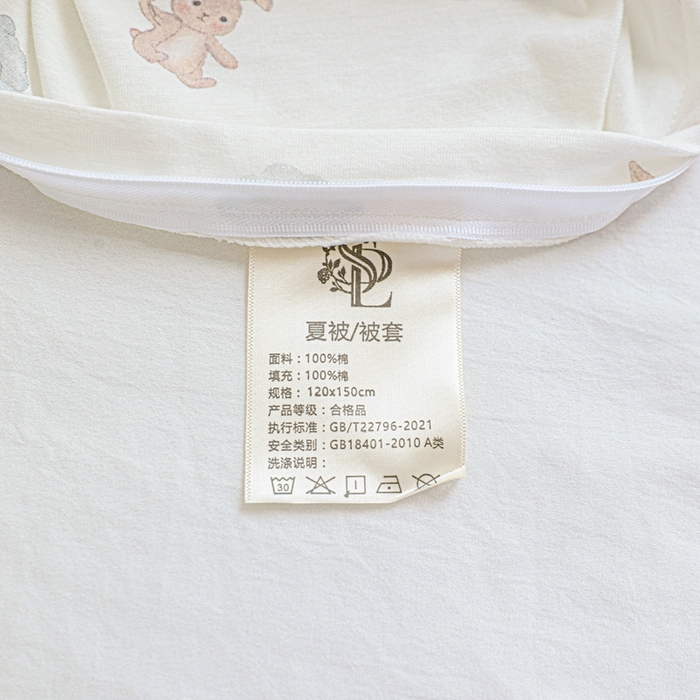 SDL
夏被/被套
面料：100%棉
填充：100%棉
规格：120x150cm
产品等级：合格品
执行标准：GB/T22796-2021
安全类别：GB18401-2010 A类
洗涤说明：
30